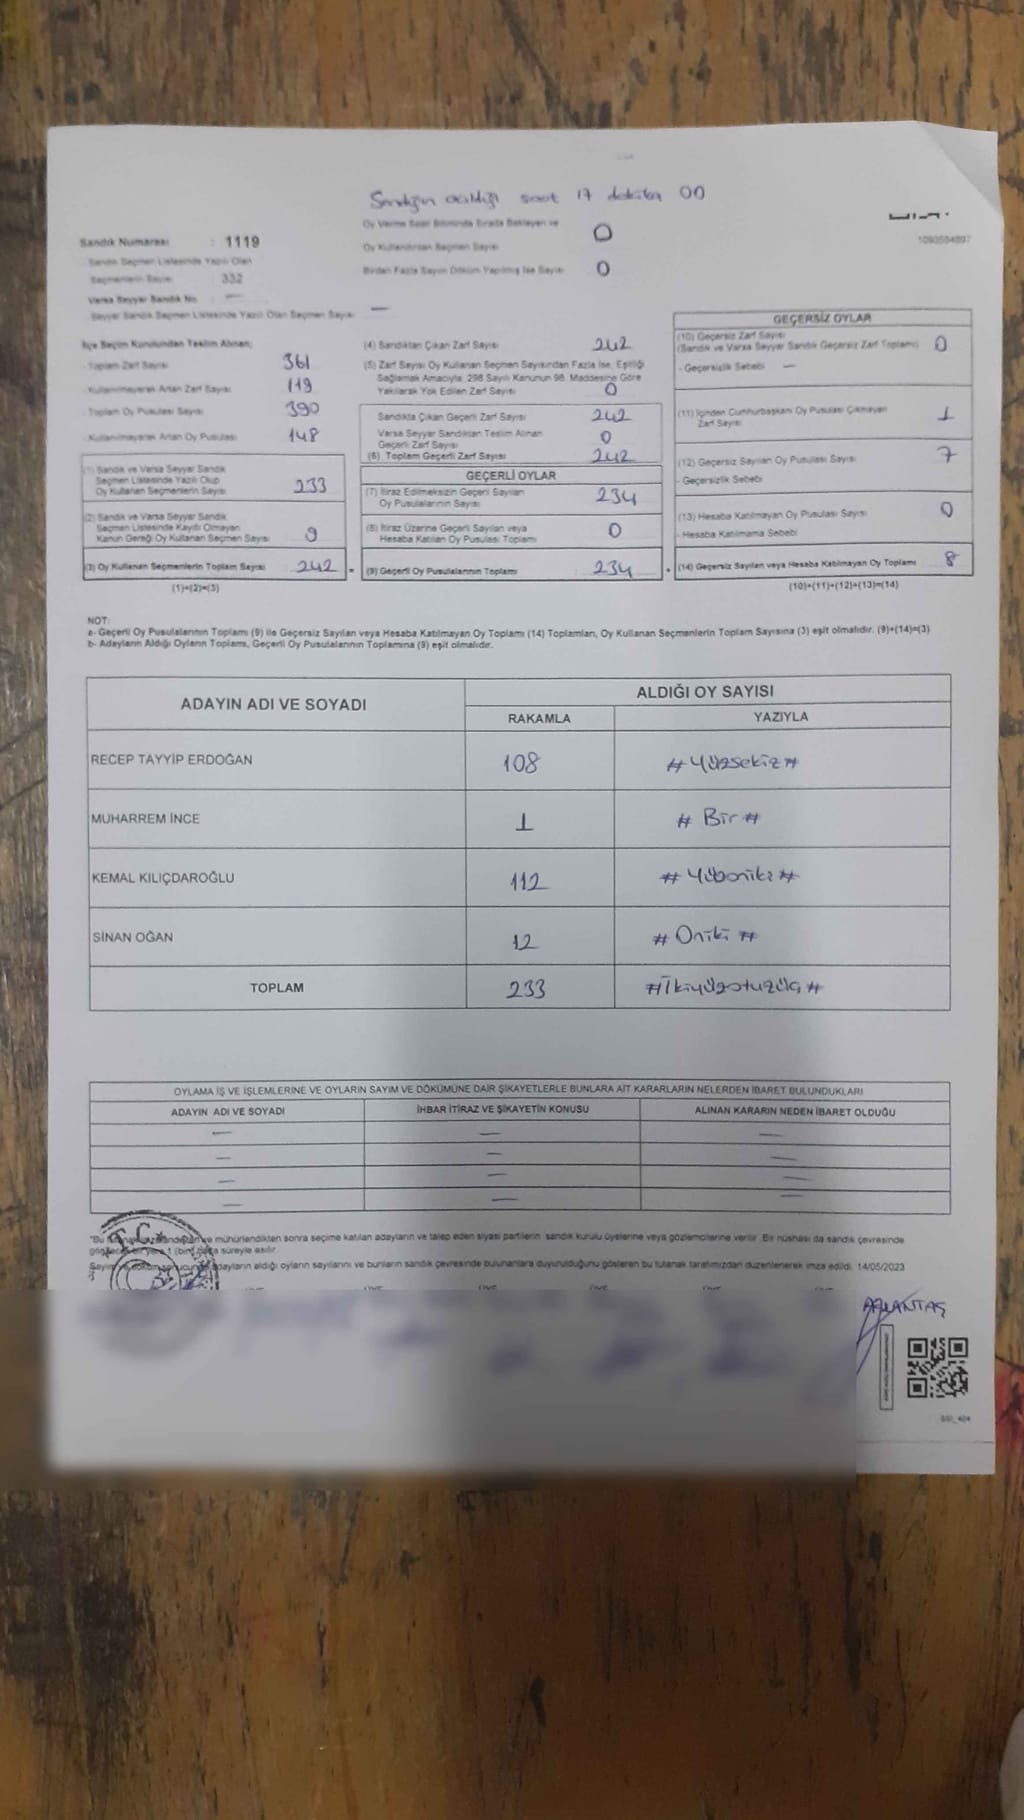 Sandığın açıldığı saat 17 dakika 00
Oy Verme Saati Bitiminde Sırada Bekleyen ve
Oy Kullandırılan Seçmen Sayısı 0
Birden Fazla Sayım Döküm Yapılmış İse Sayısı 0
1093594897
Sandık Numarası : 1119
Sandık Seçmen Listesinde Yazılı Olan
Seçmenlerin Sayısı 332
Varsa Seyyar Sandık No : —
Seyyar Sandık Seçmen Listesinde Yazılı Olan Seçmen Sayısı —
İlçe Seçim Kurulundan Teslim Alınan;
- Toplam Zarf Sayısı 361
- Kullanılmayarak Artan Zarf Sayısı 119
- Toplam Oy Pusulası Sayısı 390
- Kullanılmayarak Artan Oy Pusulası 148
(1) Sandık ve Varsa Seyyar Sandık
Seçmen Listesinde Yazılı Olup
Oy Kullanan Seçmenlerin Sayısı 233
(2) Sandık ve Varsa Seyyar Sandık
Seçmen Listesinde Kayıtlı Olmayan
Kanun Gereği Oy Kullanan Seçmen Sayısı 9
(3) Oy Kullanan Seçmenlerin Toplam Sayısı 242
(1)+(2)=(3)
(4) Sandıktan Çıkan Zarf Sayısı 242
(5) Zarf Sayısı Oy Kullanan Seçmen Sayısından Fazla İse, Eşitliği
Sağlamak Amacıyla, 298 Sayılı Kanunun 98. Maddesine Göre
Yakılarak Yok Edilen Zarf Sayısı 0
Sandıkta Çıkan Geçerli Zarf Sayısı 242
Varsa Seyyar Sandıktan Teslim Alınan
Geçerli Zarf Sayısı 0
(6) Toplam Geçerli Zarf Sayısı 242
GEÇERLİ OYLAR
(7) İtiraz Edilmeksizin Geçerli Sayılan
Oy Pusulalarının Sayısı 234
(8) İtiraz Üzerine Geçerli Sayılan veya
Hesaba Katılan Oy Pusulası Toplamı 0
= (9) Geçerli Oy Pusulalarının Toplamı 234
GEÇERSİZ OYLAR
(10) Geçersiz Zarf Sayısı
(Sandık ve Varsa Seyyar Sandık Geçersiz Zarf Toplamı) 0
- Geçersizlik Sebebi —
(11) İçinden Cumhurbaşkanı Oy Pusulası Çıkmayan
Zarf Sayısı 1
(12) Geçersiz Sayılan Oy Pusulası Sayısı 7
- Geçersizlik Sebebi
(13) Hesaba Katılmayan Oy Pusulası Sayısı 0
- Hesaba Katılmama Sebebi
+ (14) Geçersiz Sayılan veya Hesaba Katılmayan Oy Toplamı 8
(10)+(11)+(12)+(13)=(14)
NOT:
a- Geçerli Oy Pusulalarının Toplamı (9) ile Geçersiz Sayılan veya Hesaba Katılmayan Oy Toplamı (14) Toplamları, Oy Kullanan Seçmenlerin Toplam Sayısına (3) eşit olmalıdır. (9)+(14)=(3)
b- Adayların Aldığı Oyların Toplamı, Geçerli Oy Pusulalarının Toplamına (9) eşit olmalıdır.
ADAYIN ADI VE SOYADI ALDIĞI OY SAYISI
RAKAMLA YAZIYLA
RECEP TAYYİP ERDOĞAN 108 #Yüzsekiz#
MUHARREM İNCE 1 # Bir #
KEMAL KILIÇDAROĞLU 112 #Yüzoniki#
SİNAN OĞAN 12 # Oniki #
TOPLAM 233 #İkiyüzotuzüç#
OYLAMA İŞ VE İŞLEMLERİNE VE OYLARIN SAYIM VE DÖKÜMÜNE DAİR ŞİKAYETLERLE BUNLARA AİT KARARLARIN NELERDEN İBARET BULUNDUKLARI
ADAYIN ADI VE SOYADI İHBAR İTİRAZ VE ŞİKAYETİN KONUSU ALINAN KARARIN NEDEN İBARET OLDUĞU
— — —
— — —
— — —
— — —
T.C.
"Bu ve mühürlendikten sonra seçime katılan adayların ve talep eden siyasi partilerin sandık kurulu üyelerine veya gözlemcilerine verilir. Bir nüshası da sandık çevresinde
1 (bir) hafta süreyle asılır.
Sayım ve döküm sonucunda adayların aldığı oyların sayılarını ve bunların sandık çevresinde bulunanlara duyurulduğunu gösteren bu tutanak tarafımızdan düzenlenerek imza edildi. 14/05/2023
ÜYE ÜYE ÜYE ÜYE ÜYE